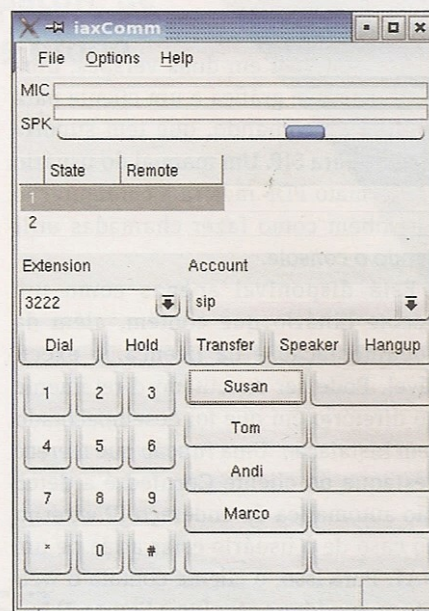 iaxComm
File Options Help
MIC
SPK
State Remote
1
2
Extension Account
3222 sip
Dial Hold Transfer Speaker Hangup
1 2 3 Susan
Tom
4 5 6
Andi
7 8 9
Marco
* 0 #